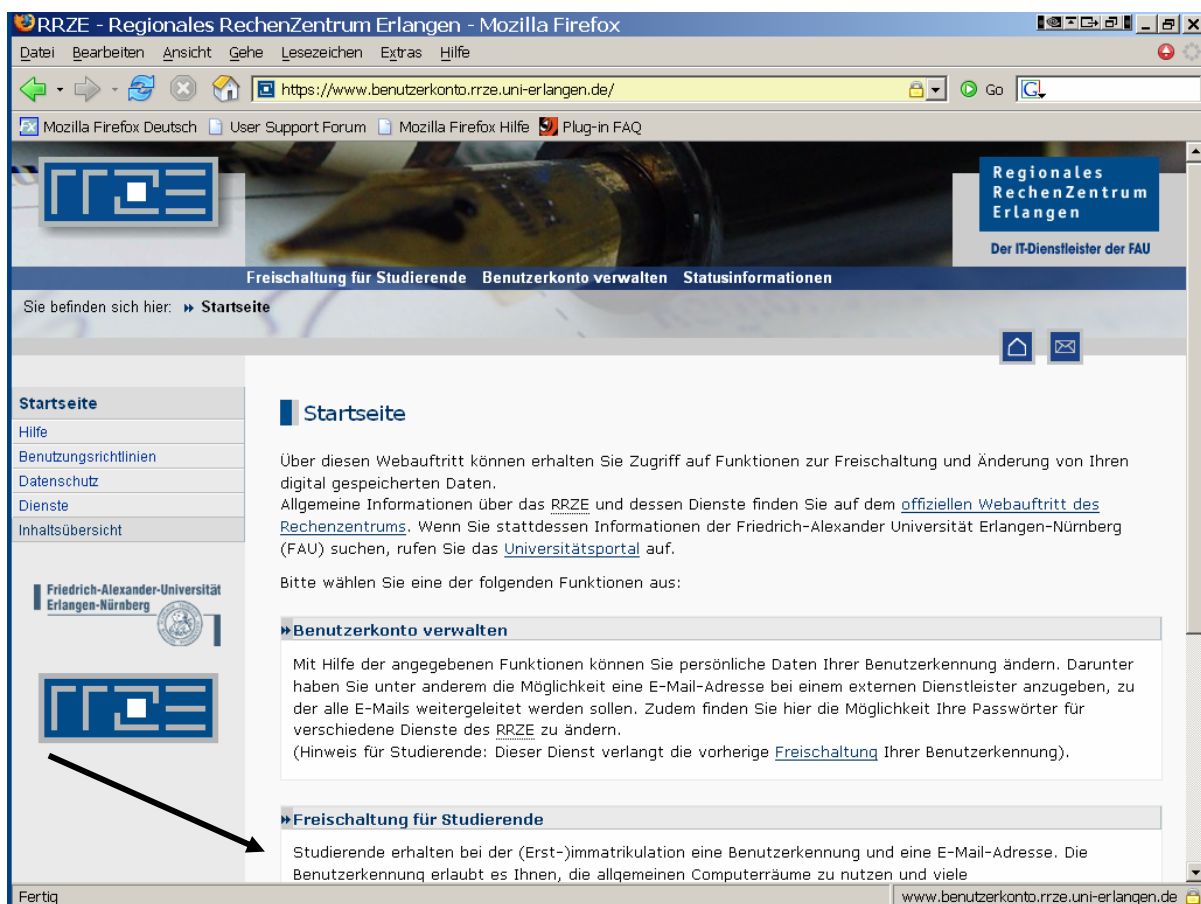 RRZE - Regionales RechenZentrum Erlangen - Mozilla Firefox
Datei Bearbeiten Ansicht Gehe Lesezeichen Extras Hilfe
https://www.benutzerkonto.rrze.uni-erlangen.de/ Go
Mozilla Firefox Deutsch User Support Forum Mozilla Firefox Hilfe Plug-in FAQ
rrZE
Regionales
RechenZentrum
Erlangen
Der IT-Dienstleister der FAU
Freischaltung für Studierende Benutzerkonto verwalten Statusinformationen
Sie befinden sich hier: Startseite
Startseite
Hilfe
Benutzungsrichtlinien
Datenschutz
Dienste
Inhaltsübersicht
Friedrich-Alexander-Universität
Erlangen-Nürnberg
rrZE
Startseite
Über diesen Webauftritt können erhalten Sie Zugriff auf Funktionen zur Freischaltung und Änderung von Ihren
digital gespeicherten Daten.
Allgemeine Informationen über das RRZE und dessen Dienste finden Sie auf dem offiziellen Webauftritt des
Rechenzentrums. Wenn Sie stattdessen Informationen der Friedrich-Alexander Universität Erlangen-Nürnberg
(FAU) suchen, rufen Sie das Universitätsportal auf.
Bitte wählen Sie eine der folgenden Funktionen aus:
Benutzerkonto verwalten
Mit Hilfe der angegebenen Funktionen können Sie persönliche Daten Ihrer Benutzerkennung ändern. Darunter
haben Sie unter anderem die Möglichkeit eine E-Mail-Adresse bei einem externen Dienstleister anzugeben, zu
der alle E-Mails weitergeleitet werden sollen. Zudem finden Sie hier die Möglichkeit Ihre Passwörter für
verschiedene Dienste des RRZE zu ändern.
(Hinweis für Studierende: Dieser Dienst verlangt die vorherige Freischaltung Ihrer Benutzerkennung).
Freischaltung für Studierende
Studierende erhalten bei der (Erst-)immatrikulation eine Benutzerkennung und eine E-Mail-Adresse. Die
Benutzerkennung erlaubt es Ihnen, die allgemeinen Computerräume zu nutzen und viele
Fertig
www.benutzerkonto.rrze.uni-erlangen.de